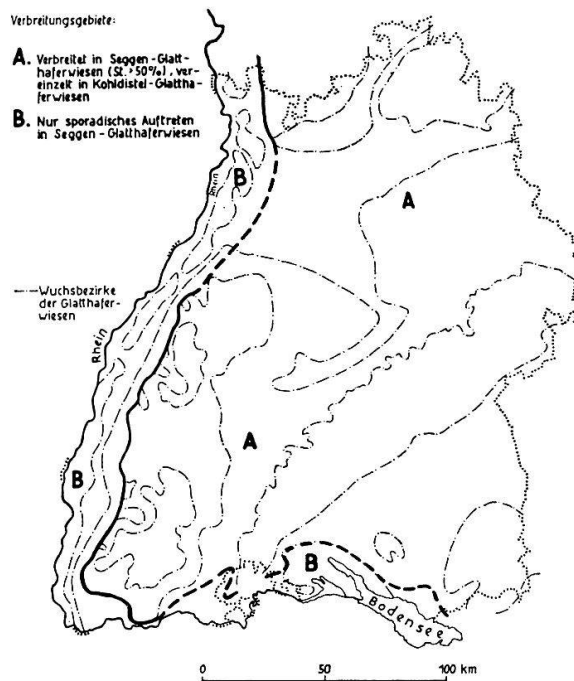 Verbreitungsgebiete:
A. Verbreitet in Seggen-Glatt-
haferwiesen (St.>50%), ver-
einzelt in Kohldistel-Glattha-
ferwiesen
B. Nur sporadisches Auftreten
in Seggen-Glatthaferwiesen
Rhein
B
A
Wuchsbezirke
der Glatthafer-
wiesen
Rhein
A
B
B
Bodensee
0 50 100 km